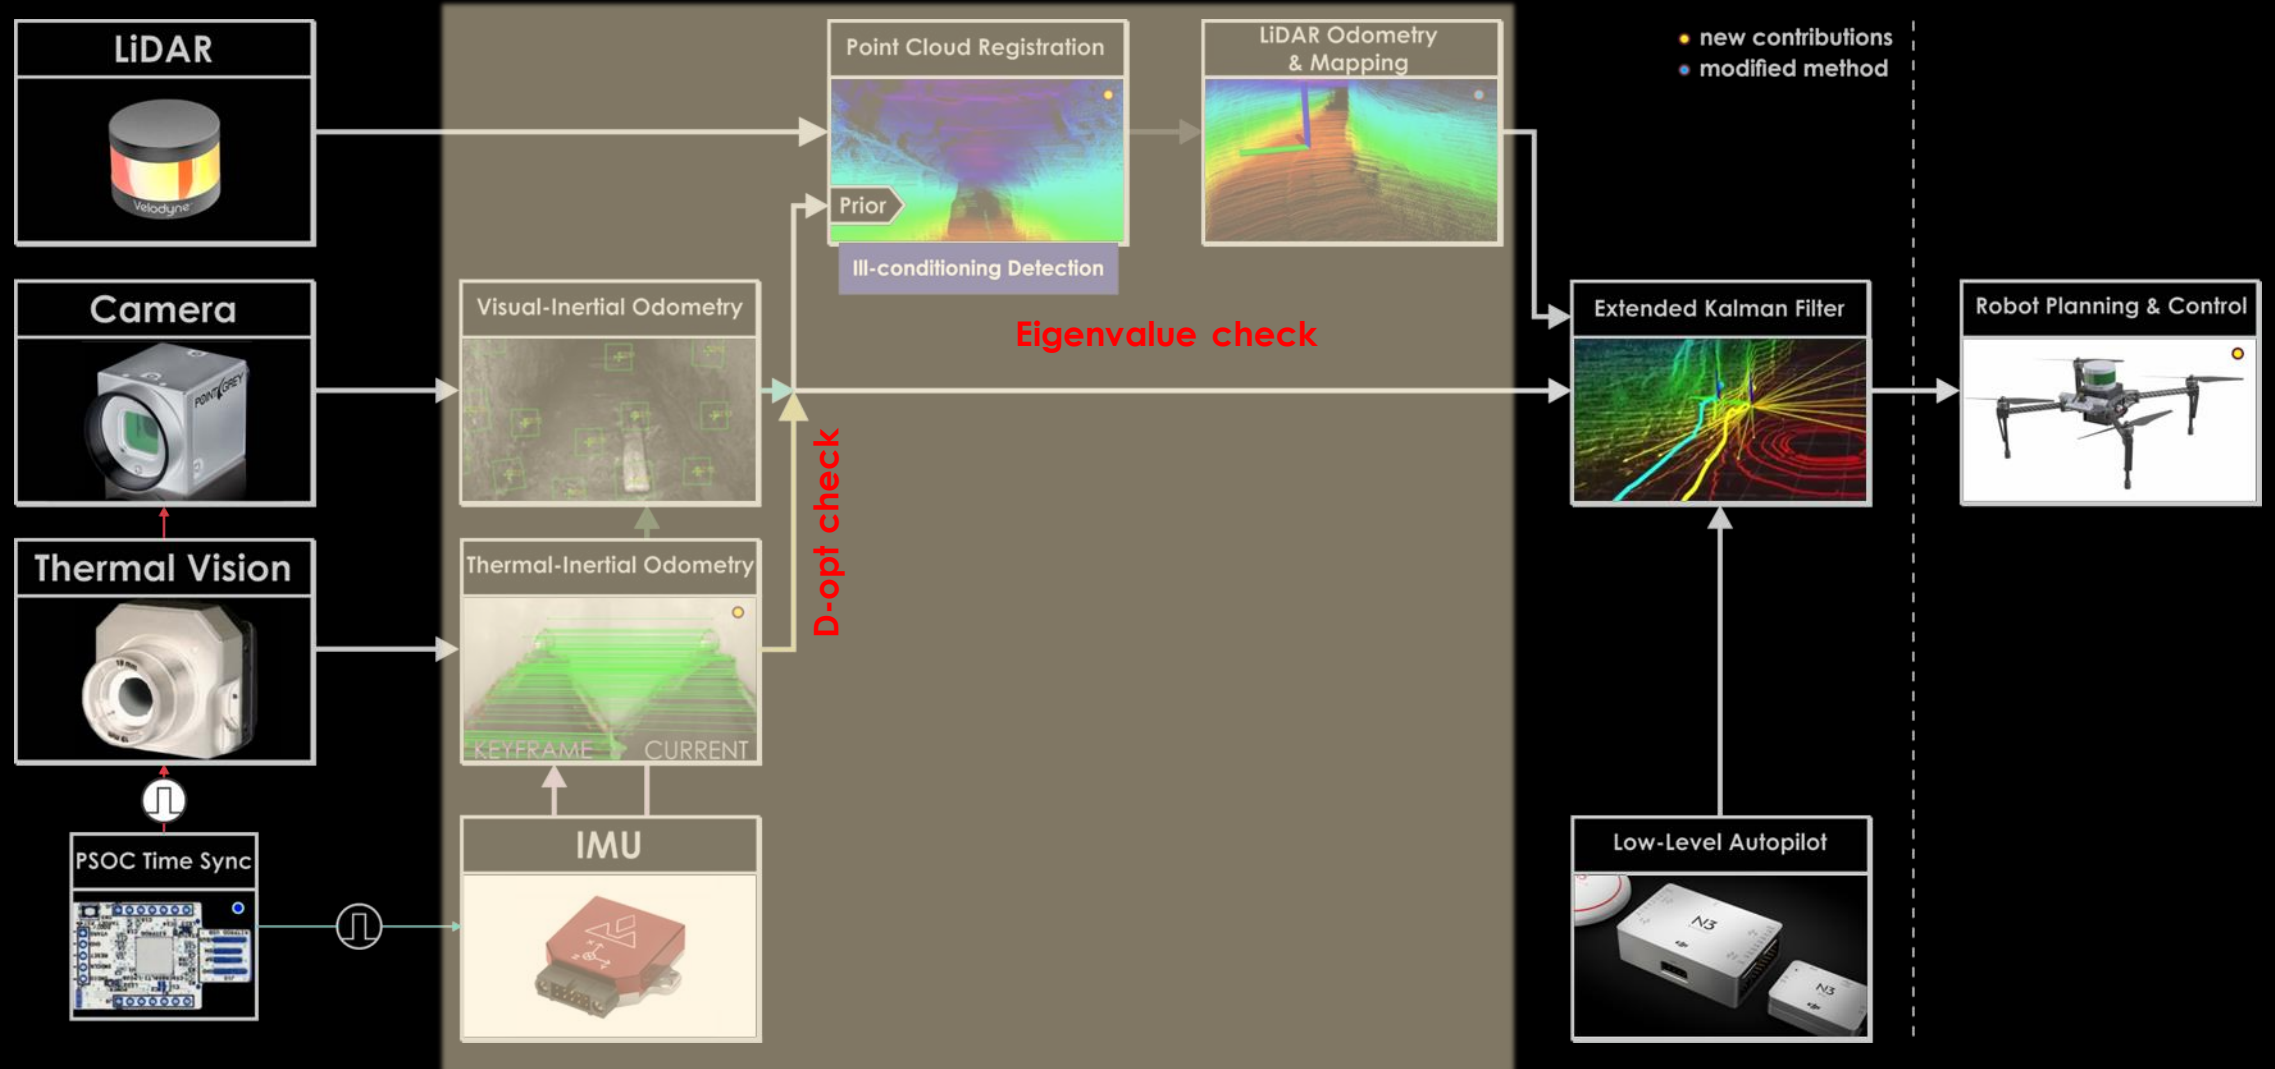 LiDAR
Velodyne
Point Cloud Registration
Prior
Ill-conditioning Detection
LiDAR Odometry
& Mapping
new contributions
modified method
Camera
POINT GREY
Visual-Inertial Odometry
Eigenvalue check
D-opt check
Extended Kalman Filter
Robot Planning & Control
Thermal Vision
19 mm
Thermal-Inertial Odometry
KEYFRAME
CURRENT
PSOC Time Sync
IMU
Low-Level Autopilot
N3
N3